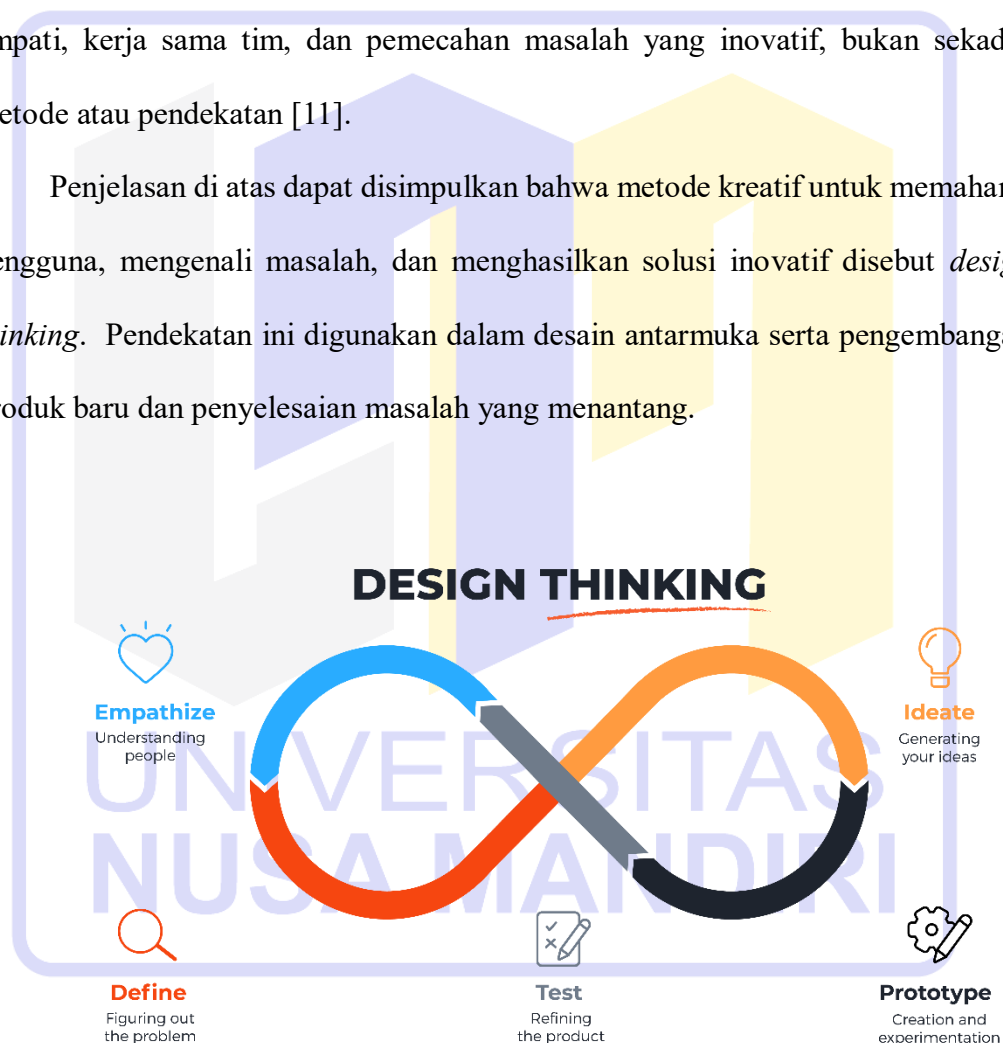 mpati, kerja sama tim, dan pemecahan masalah yang inovatif, bukan sekad
etode atau pendekatan [11].
Penjelasan di atas dapat disimpulkan bahwa metode kreatif untuk memahar
engguna, mengenali masalah, dan menghasilkan solusi inovatif disebut desig
inking. Pendekatan ini digunakan dalam desain antarmuka serta pengembanga
roduk baru dan penyelesaian masalah yang menantang.
DESIGN THINKING
Empathize
Understanding
people
Ideate
Generating
your ideas
UNIVERSITAS
NUSA MANDIRI
Define
Figuring out
the problem
Test
Refining
the product
Prototype
Creation and
experimentation